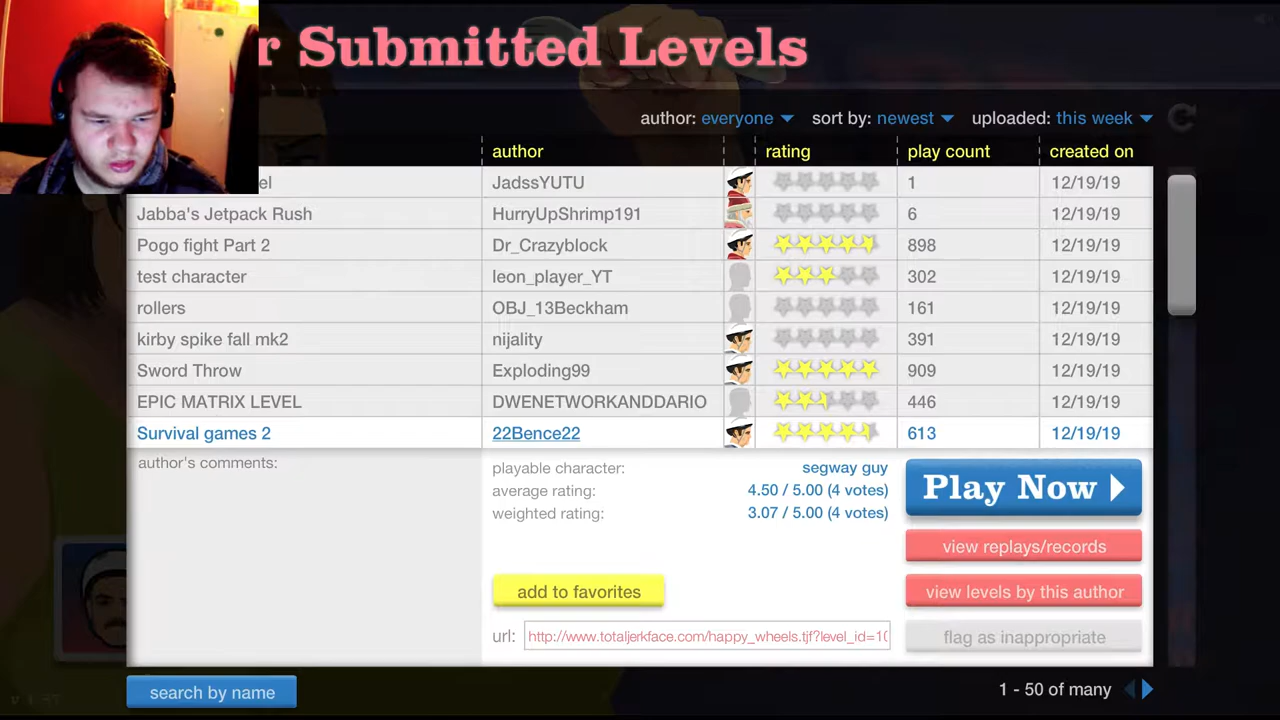 r Submitted Levels
author: everyone sort by: newest uploaded: this week
author rating play count created on
el JadssYUTU 1 12/19/19
Jabba's Jetpack Rush HurryUpShrimp191 6 12/19/19
Pogo fight Part 2 Dr_Crazyblock 898 12/19/19
test character leon_player_YT 302 12/19/19
rollers OBJ_13Beckham 161 12/19/19
kirby spike fall mk2 nijality 391 12/19/19
Sword Throw Exploding99 909 12/19/19
EPIC MATRIX LEVEL DWENETWORKANDDARIO 446 12/19/19
Survival games 2 22Bence22 613 12/19/19
author's comments:
playable character: segway guy
average rating: 4.50 / 5.00 (4 votes)
weighted rating: 3.07 / 5.00 (4 votes)
Play Now
view replays/records
add to favorites
view levels by this author
url: http://www.totaljerkface.com/happy_wheels.tjf?level_id=1(
flag as inappropriate
search by name
1 - 50 of many